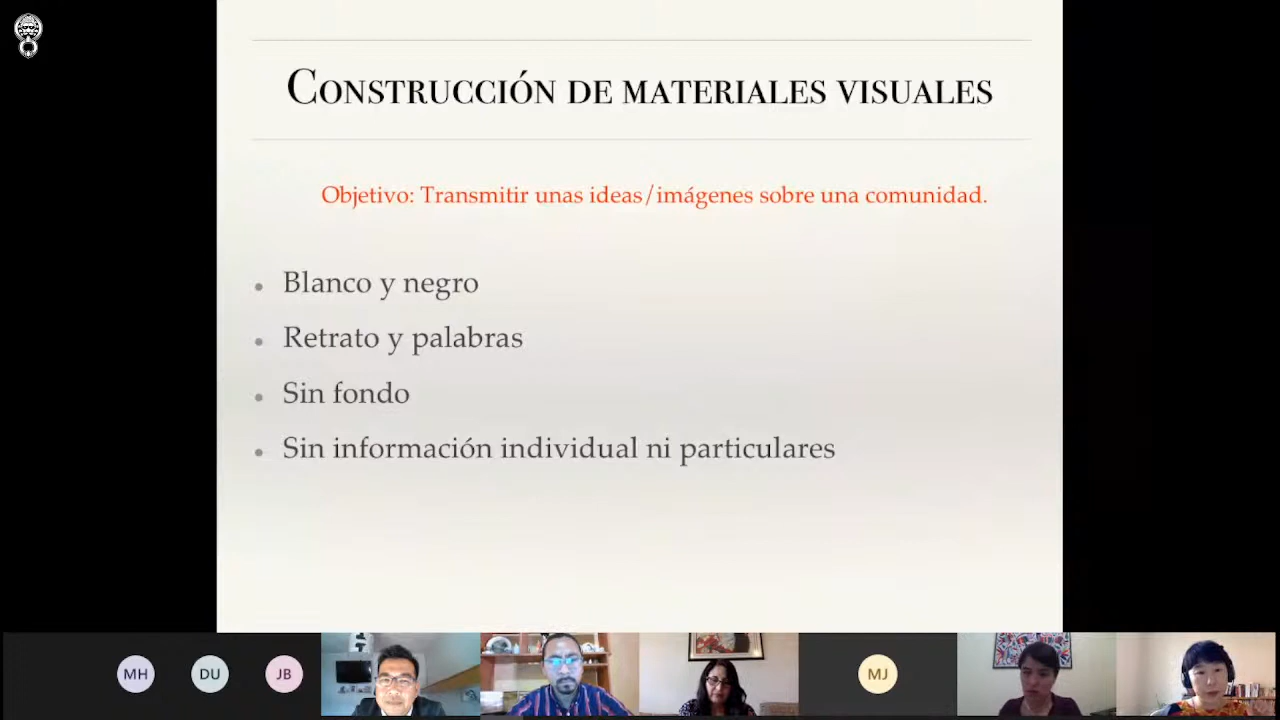 Construcción de materiales visuales
Objetivo: Transmitir unas ideas/imágenes sobre una comunidad.
Blanco y negro
Retrato y palabras
Sin fondo
Sin información individual ni particulares
MH
DU
JB
MJ